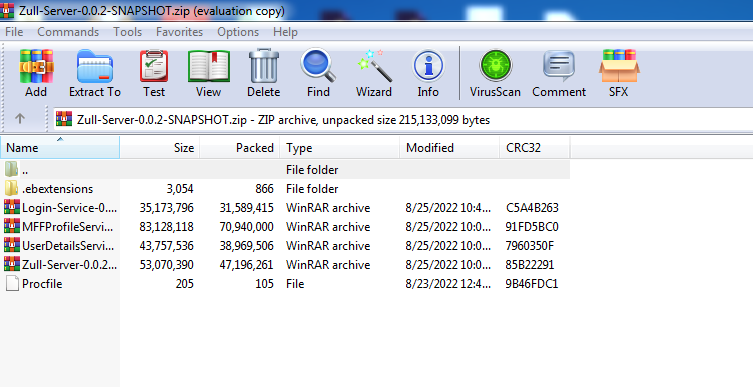 Zull-Server-0.0.2-SNAPSHOT.zip (evaluation copy)
File Commands Tools Favorites Options Help
Add Extract To Test View Delete Find Wizard Info VirusScan Comment SFX
Zull-Server-0.0.2-SNAPSHOT.zip - ZIP archive, unpacked size 215,133,099 bytes
Name Size Packed Type Modified CRC32
.. File folder
.ebextensions 3,054 866 File folder
Login-Service-0.... 35,173,796 31,589,415 WinRAR archive 8/25/2022 10:4... C5A4B263
MFFProfileServi... 83,128,118 70,940,000 WinRAR archive 8/25/2022 10:0... 91FD5BC0
UserDetailsServi... 43,757,536 38,969,506 WinRAR archive 8/25/2022 10:0... 7960350F
Zull-Server-0.0.2... 53,070,390 47,196,261 WinRAR archive 8/25/2022 10:0... 85B22291
Procfile 205 105 File 8/23/2022 12:4... 9B46FDC1